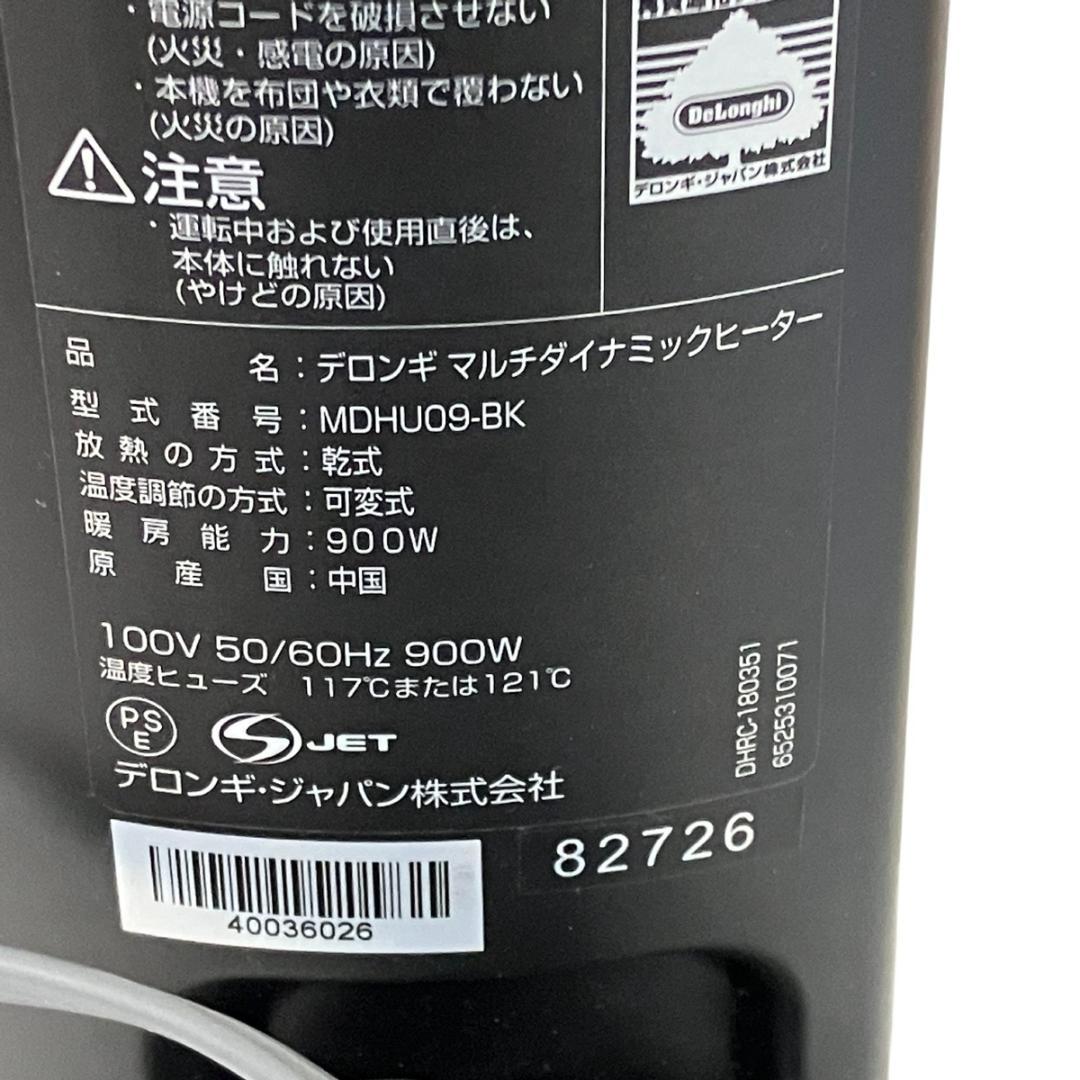 ・電源コードを破損させない
(火災・感電の原因)
・本機を布団や衣類で覆わない
(火災の原因)
注意
・運転中および使用直後は、
本体に触れない
(やけどの原因)
DeLonghi
デロンギ・ジャパン株式会社
品名：デロンギ マルチダイナミックヒーター
型式番号：MDHU09-BK
放熱の方式：乾式
温度調節の方式：可変式
暖房能力：900W
原産国：中国
100V 50/60Hz 900W
温度ヒューズ 117℃または121℃
PSE
S JET
デロンギ・ジャパン株式会社
DHRC-180351
6525310071
82726
40036026